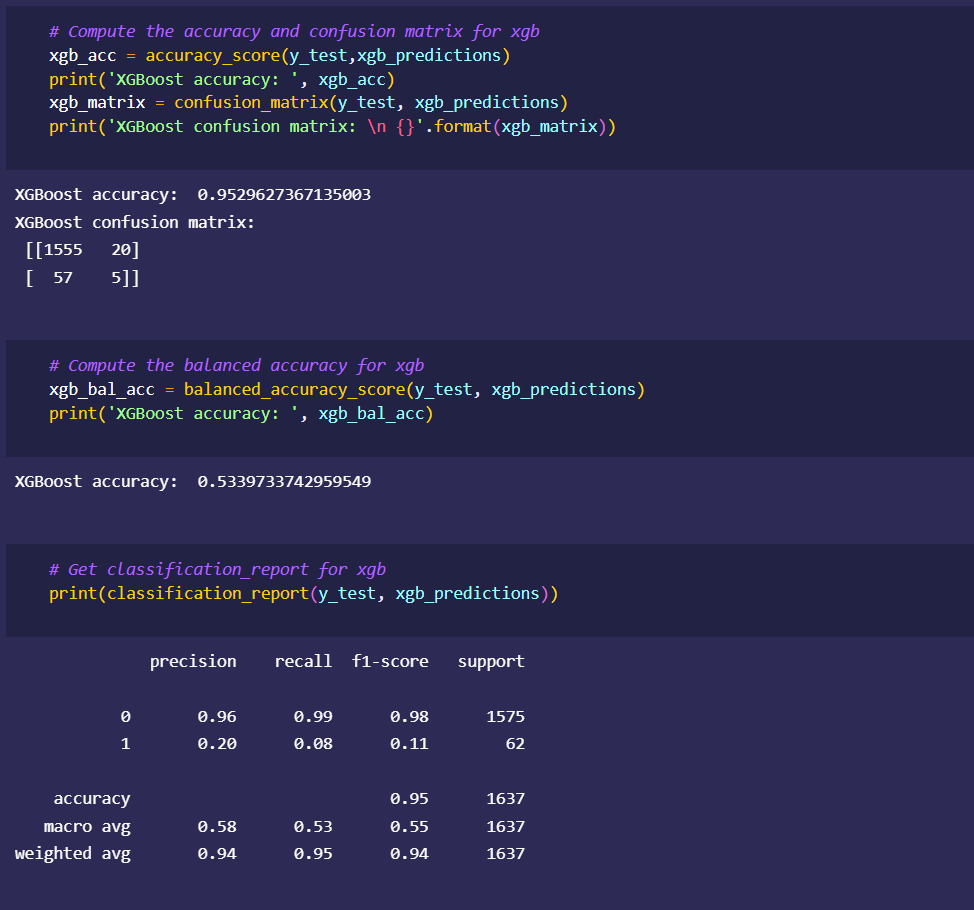 # Compute the accuracy and confusion matrix for xgb
xgb_acc = accuracy_score(y_test,xgb_predictions)
print('XGBoost accuracy: ', xgb_acc)
xgb_matrix = confusion_matrix(y_test, xgb_predictions)
print('XGBoost confusion matrix: \n {}'.format(xgb_matrix))
XGBoost accuracy:  0.9529627367135003
XGBoost confusion matrix:
 [[1555   20]
 [  57    5]]
# Compute the balanced accuracy for xgb
xgb_bal_acc = balanced_accuracy_score(y_test, xgb_predictions)
print('XGBoost accuracy: ', xgb_bal_acc)
XGBoost accuracy:  0.5339733742959549
# Get classification_report for xgb
print(classification_report(y_test, xgb_predictions))
              precision    recall  f1-score   support
           0       0.96      0.99      0.98      1575
           1       0.20      0.08      0.11        62
    accuracy                           0.95      1637
   macro avg       0.58      0.53      0.55      1637
weighted avg       0.94      0.95      0.94      1637